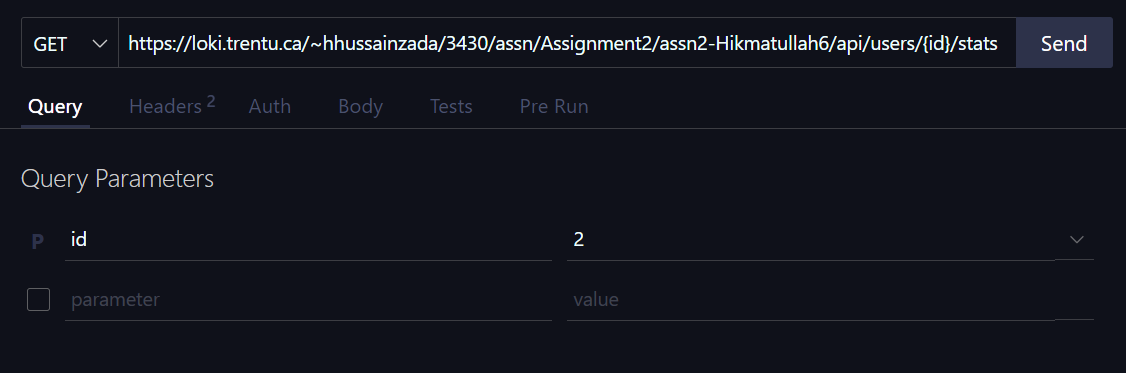 GET https://loki.trentu.ca/~hhussainzada/3430/assn/Assignment2/assn2-Hikmatullah6/api/users/{id}/stats Send
Query Headers 2 Auth Body Tests Pre Run
Query Parameters
P id 2
parameter value